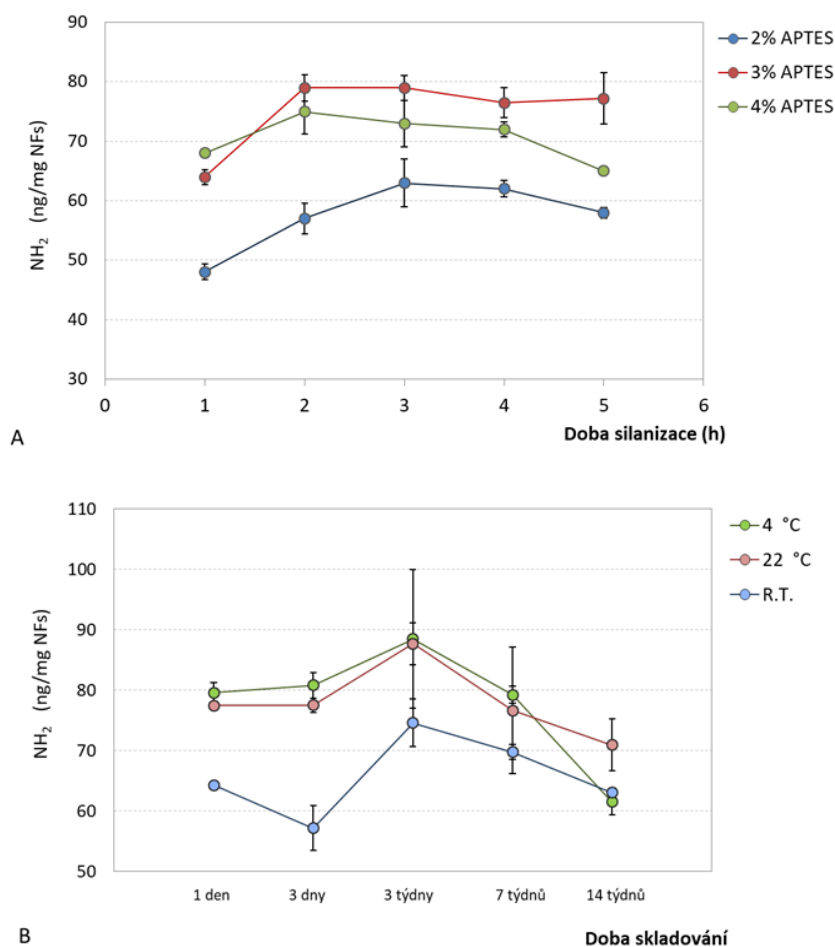 90
80
70
60
50
40
30
NH₂ (ng/mg NFs)
0 1 2 3 4 5 6
Doba silanizace (h)
2% APTES
3% APTES
4% APTES
A
110
100
90
80
70
60
50
NH₂ (ng/mg NFs)
1 den 3 dny 3 týdny 7 týdnů 14 týdnů
Doba skladování
4 °C
22 °C
R.T.
B